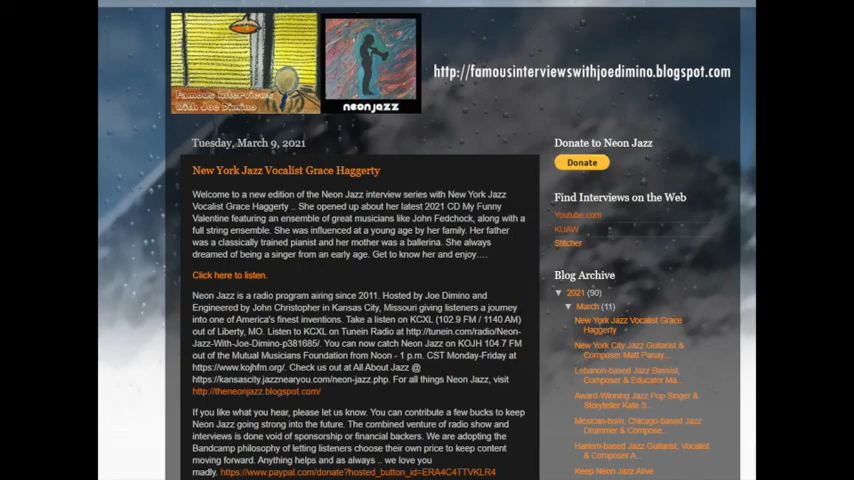 Famous Interviews
with Joe Dimino
neonjazz
http://famousinterviewswithjoedimino.blogspot.com
Tuesday, March 9, 2021
New York Jazz Vocalist Grace Haggerty
Welcome to a new edition of the Neon Jazz interview series with New York Jazz
Vocalist Grace Haggerty .. She opened up about her latest 2021 CD My Funny
Valentine featuring an ensemble of great musicians like John Fedchock, along with a
full string ensemble. She was influenced at a young age by her family. Her father
was a classically trained pianist and her mother was a ballerina. She always
dreamed of being a singer from an early age. Get to know her and enjoy....
Click here to listen.
Neon Jazz is a radio program airing since 2011. Hosted by Joe Dimino and
Engineered by John Christopher in Kansas City, Missouri giving listeners a journey
into one of America's finest inventions. Take a listen on KCXL (102.9 FM / 1140 AM)
out of Liberty, MO. Listen to KCXL on Tunein Radio at http://tunein.com/radio/Neon-
Jazz-With-Joe-Dimino-p381685/. You can now catch Neon Jazz on KOJH 104.7 FM
out of the Mutual Musicians Foundation from Noon - 1 p.m. CST Monday-Friday at
https://www.kojhfm.org/. Check us out at All About Jazz @
https://kansascity.jazznearyou.com/neon-jazz.php. For all things Neon Jazz, visit
http://theneonjazz.blogspot.com/
If you like what you hear, please let us know. You can contribute a few bucks to keep
Neon Jazz going strong into the future. The combined venture of radio show and
interviews is done void of sponsorship or financial backers. We are adopting the
Bandcamp philosophy of letting listeners choose their own price to keep content
moving forward. Anything helps and as always .. we love you
madly. https://www.paypal.com/donate?hosted_button_id=ERA4C4TTVKLR4
Donate to Neon Jazz
Donate
Find Interviews on the Web
Youtube.com
KUAW
Stitcher
Blog Archive
▼ 2021 (90)
▼ March (11)
New York Jazz Vocalist Grace
Haggerty
New York City Jazz Guitarist &
Composer Matt Panay...
Lebanon-based Jazz Bassist,
Composer & Educator Ma...
Award-Winning Jazz Pop Singer &
Storyteller Kate S...
Mexican-born, Chicago-based Jazz
Drummer & Compose...
Harlem-based Jazz Guitarist, Vocalist
& Composer A...
Keep Neon Jazz Alive